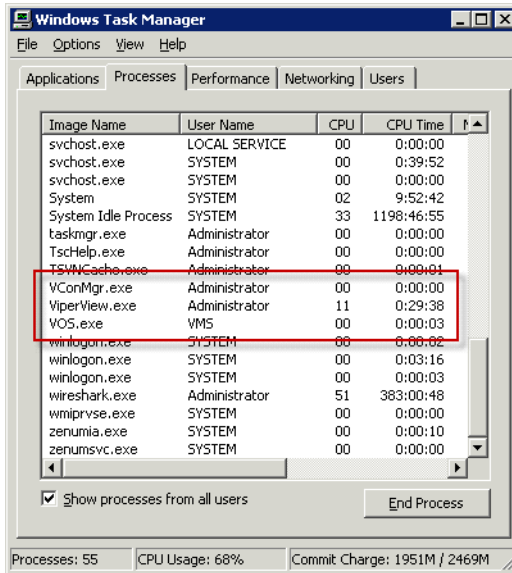 Windows Task Manager
File Options View Help
Applications Processes Performance Networking Users
Image Name User Name CPU CPU Time
svchost.exe LOCAL SERVICE 00 0:00:00
svchost.exe SYSTEM 00 0:39:52
svchost.exe SYSTEM 00 0:00:00
System SYSTEM 02 9:52:42
System Idle Process SYSTEM 33 1198:46:55
taskmgr.exe Administrator 00 0:00:00
TscHelp.exe Administrator 00 0:00:00
TSVNCache.exe Administrator 00 0:00:01
VConMgr.exe Administrator 00 0:00:00
ViperView.exe Administrator 11 0:29:38
VOS.exe VMS 00 0:00:03
winlogon.exe SYSTEM 00 0:00:02
winlogon.exe SYSTEM 00 0:03:16
winlogon.exe SYSTEM 00 0:00:03
wireshark.exe Administrator 51 383:00:48
wmiprvse.exe SYSTEM 00 0:00:00
zenumia.exe SYSTEM 00 0:00:10
zenumsvc.exe SYSTEM 00 0:00:00
Show processes from all users End Process
Processes: 55 CPU Usage: 68% Commit Charge: 1951M / 2469M